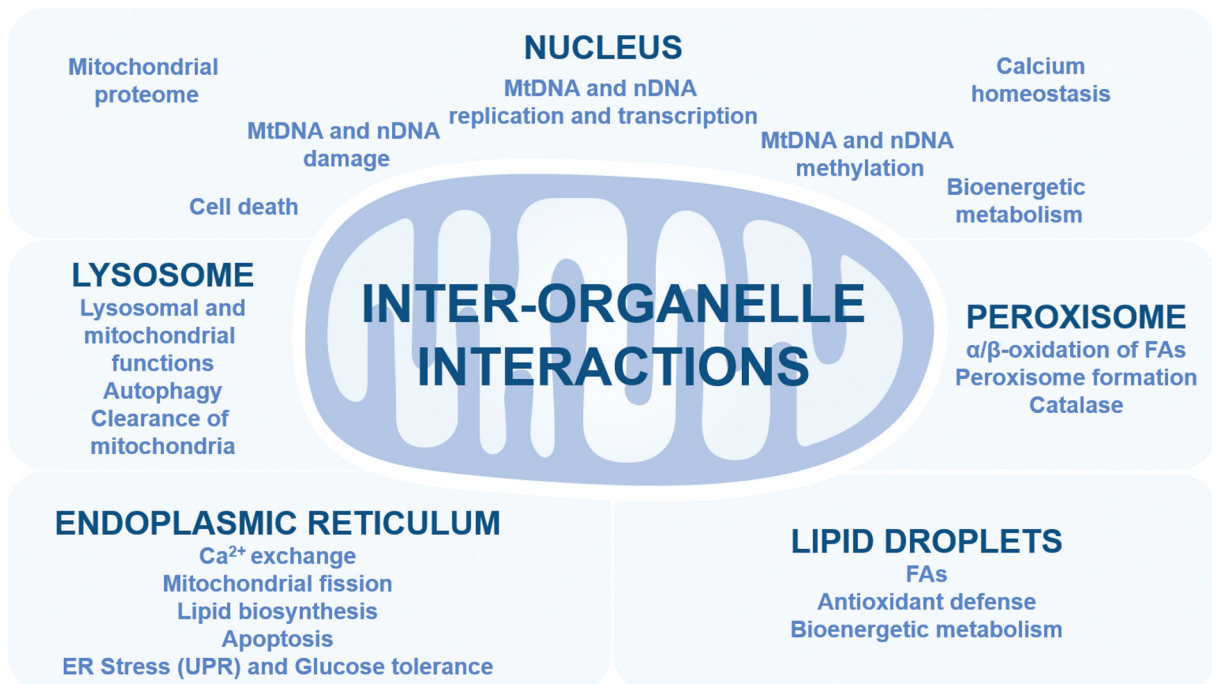 NUCLEUS
Mitochondrial
proteome
MtDNA and nDNA
damage
Cell death
MtDNA and nDNA
replication and transcription
MtDNA and nDNA
methylation
Calcium
homeostasis
Bioenergetic
metabolism
INTER-ORGANELLE
INTERACTIONS
LYSOSOME
Lysosomal and
mitochondrial
functions
Autophagy
Clearance of
mitochondria
PEROXISOME
α/β-oxidation of FAs
Peroxisome formation
Catalase
ENDOPLASMIC RETICULUM
Ca²⁺ exchange
Mitochondrial fission
Lipid biosynthesis
Apoptosis
ER Stress (UPR) and Glucose tolerance
LIPID DROPLETS
FAs
Antioxidant defense
Bioenergetic metabolism